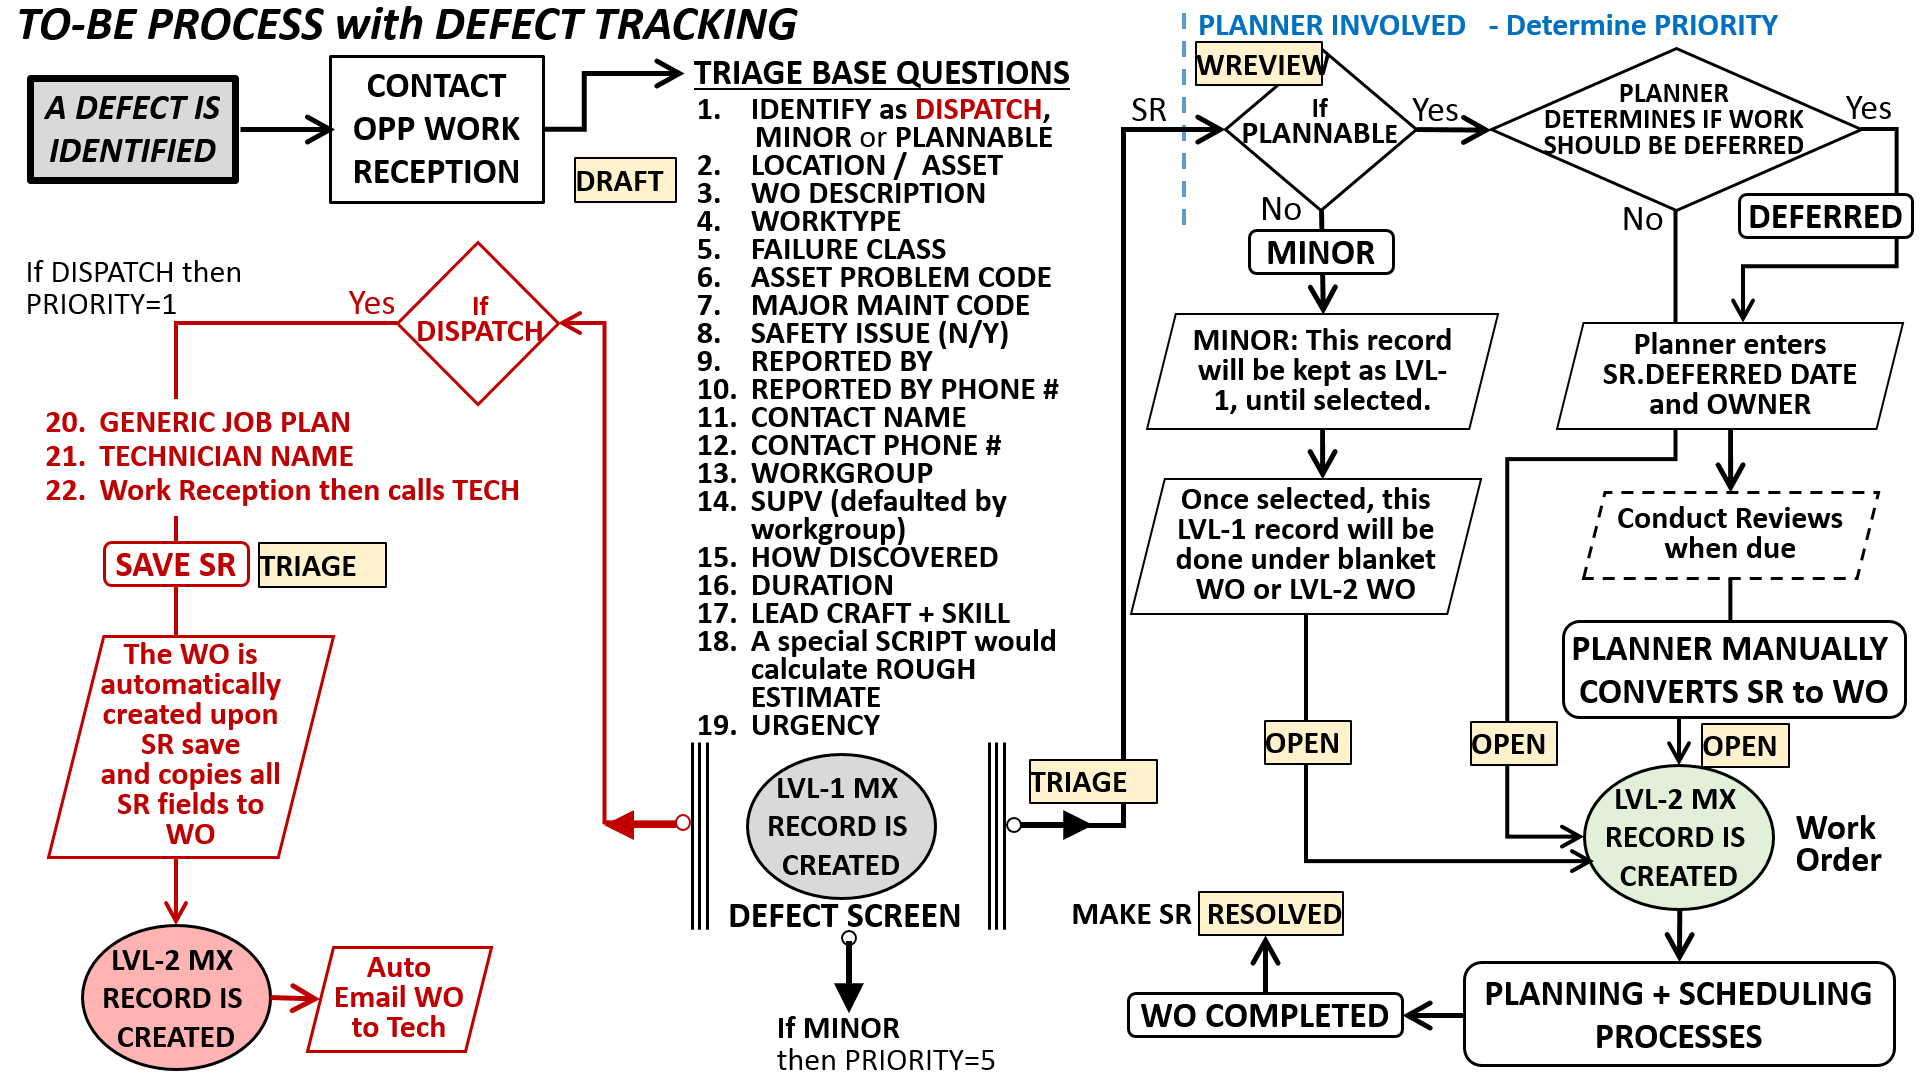 TO-BE PROCESS with DEFECT TRACKING
A DEFECT IS
IDENTIFIED
CONTACT
OPP WORK
RECEPTION
DRAFT
TRIAGE BASE QUESTIONS
1. IDENTIFY as DISPATCH,
MINOR or PLANNABLE
2. LOCATION / ASSET
3. WO DESCRIPTION
4. WORKTYPE
5. FAILURE CLASS
6. ASSET PROBLEM CODE
7. MAJOR MAINT CODE
8. SAFETY ISSUE (N/Y)
9. REPORTED BY
10. REPORTED BY PHONE #
11. CONTACT NAME
12. CONTACT PHONE #
13. WORKGROUP
14. SUPV (defaulted by
workgroup)
15. HOW DISCOVERED
16. DURATION
17. LEAD CRAFT + SKILL
18. A special SCRIPT would
calculate ROUGH
ESTIMATE
19. URGENCY
LVL-1 MX
RECORD IS
CREATED
DEFECT SCREEN
If MINOR
then PRIORITY=5
If DISPATCH then
PRIORITY=1
Yes
If
DISPATCH
20. GENERIC JOB PLAN
21. TECHNICIAN NAME
22. Work Reception then calls TECH
SAVE SR
TRIAGE
The WO is
automatically
created upon
SR save
and copies all
SR fields to
WO
LVL-2 MX
RECORD IS
CREATED
Auto
Email WO
to Tech
PLANNER INVOLVED - Determine PRIORITY
WREVIEW
SR
If
PLANNABLE
Yes
PLANNER
DETERMINES IF WORK
SHOULD BE DEFERRED
Yes
No
No
DEFERRED
MINOR
MINOR: This record
will be kept as LVL-
1, until selected.
Planner enters
SR.DEFERRED DATE
and OWNER
Once selected, this
LVL-1 record will be
done under blanket
WO or LVL-2 WO
Conduct Reviews
when due
PLANNER MANUALLY
CONVERTS SR to WO
TRIAGE
OPEN
OPEN
OPEN
LVL-2 MX
RECORD IS
CREATED
Work
Order
MAKE SR RESOLVED
WO COMPLETED
PLANNING + SCHEDULING
PROCESSES